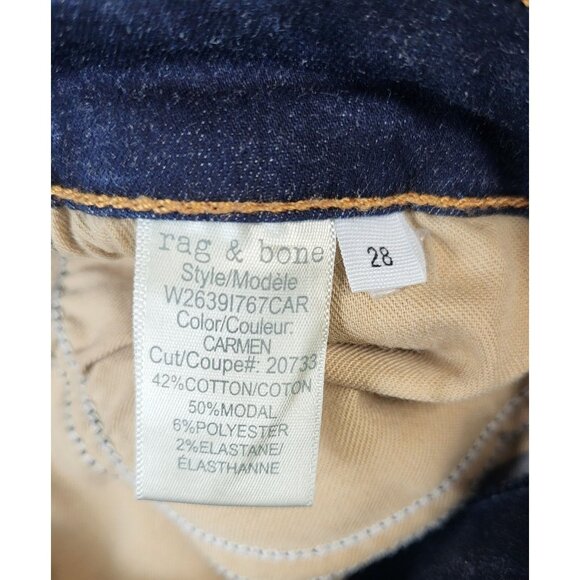 rag & bone
28
Style/Modèle
W2639I767CAR
Color/Couleur:
CARMEN
Cut/Coupe#: 20733
42%COTTON/COTON
50%MODAL
6%POLYESTER
2%ELASTANE/
ÉLASTHANNE